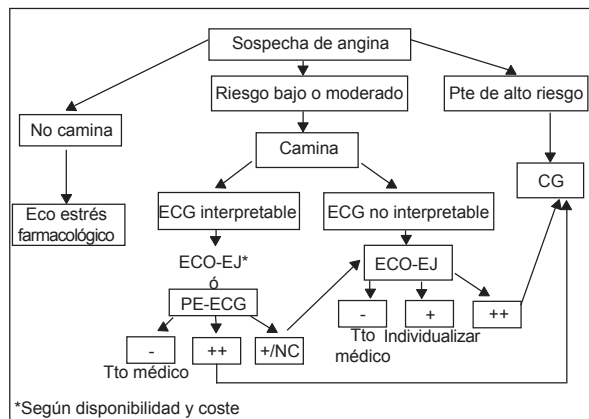 Sospecha de angina
Riesgo bajo o moderado
Pte de alto riesgo
No camina
Camina
CG
Eco estrés
farmacológico
ECG interpretable
ECG no interpretable
ECO-EJ*
ó
PE-ECG
ECO-EJ
-
++
+/NC
Tto médico
-
+
++
Tto
médico
Individualizar
*Según disponibilidad y coste